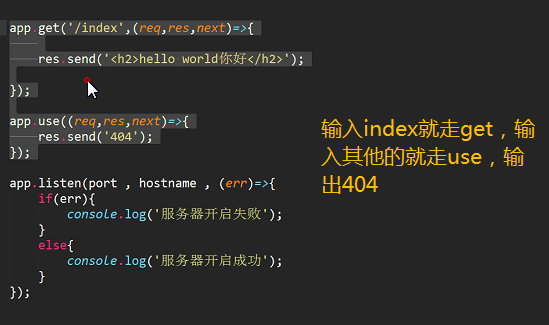 app.get('/index',(req,res,next)=>{
res.send('<h2>hello world你好</h2>');
});
app.use((req,res,next)=>{
res.send('404');
});
app.listen(port , hostname , (err)=>{
if(err){
console.log('服务器开启失败');
}
else{
console.log('服务器开启成功');
}
});
输入index就走get，输
入其他的就走use，输
出404